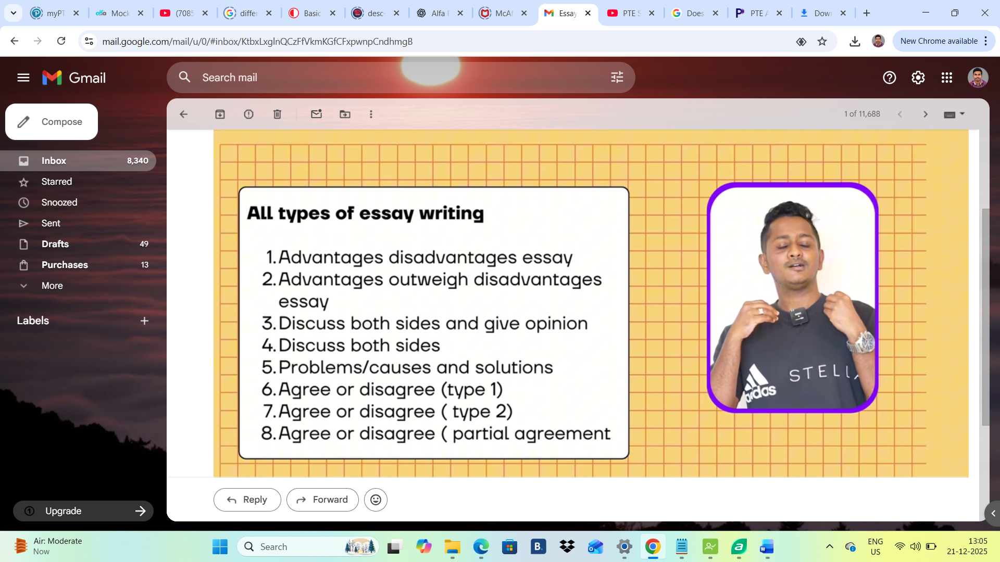 myPT
Mock
(7085
differ
Basic
desc-
Alfa
McAf
Essay
PTE S
Does
PTE A
Dow
mail.google.com/mail/u/0/#inbox/KtbxLxglnQCzFfVkmKGfCFxpwnpCndhmgB
New Chrome available
Gmail
Search mail
Compose
1 of 11,688
Inbox 8,340
Starred
Snoozed
Sent
Drafts 49
Purchases 13
More
Labels
Upgrade
All types of essay writing
1. Advantages disadvantages essay
2. Advantages outweigh disadvantages
essay
3. Discuss both sides and give opinion
4. Discuss both sides
5. Problems/causes and solutions
6. Agree or disagree (type 1)
7. Agree or disagree ( type 2)
8. Agree or disagree ( partial agreement
STELLA
adidas
Reply
Forward
Air: Moderate
Now
Search
B.
ENG
US
13:05
21-12-2025